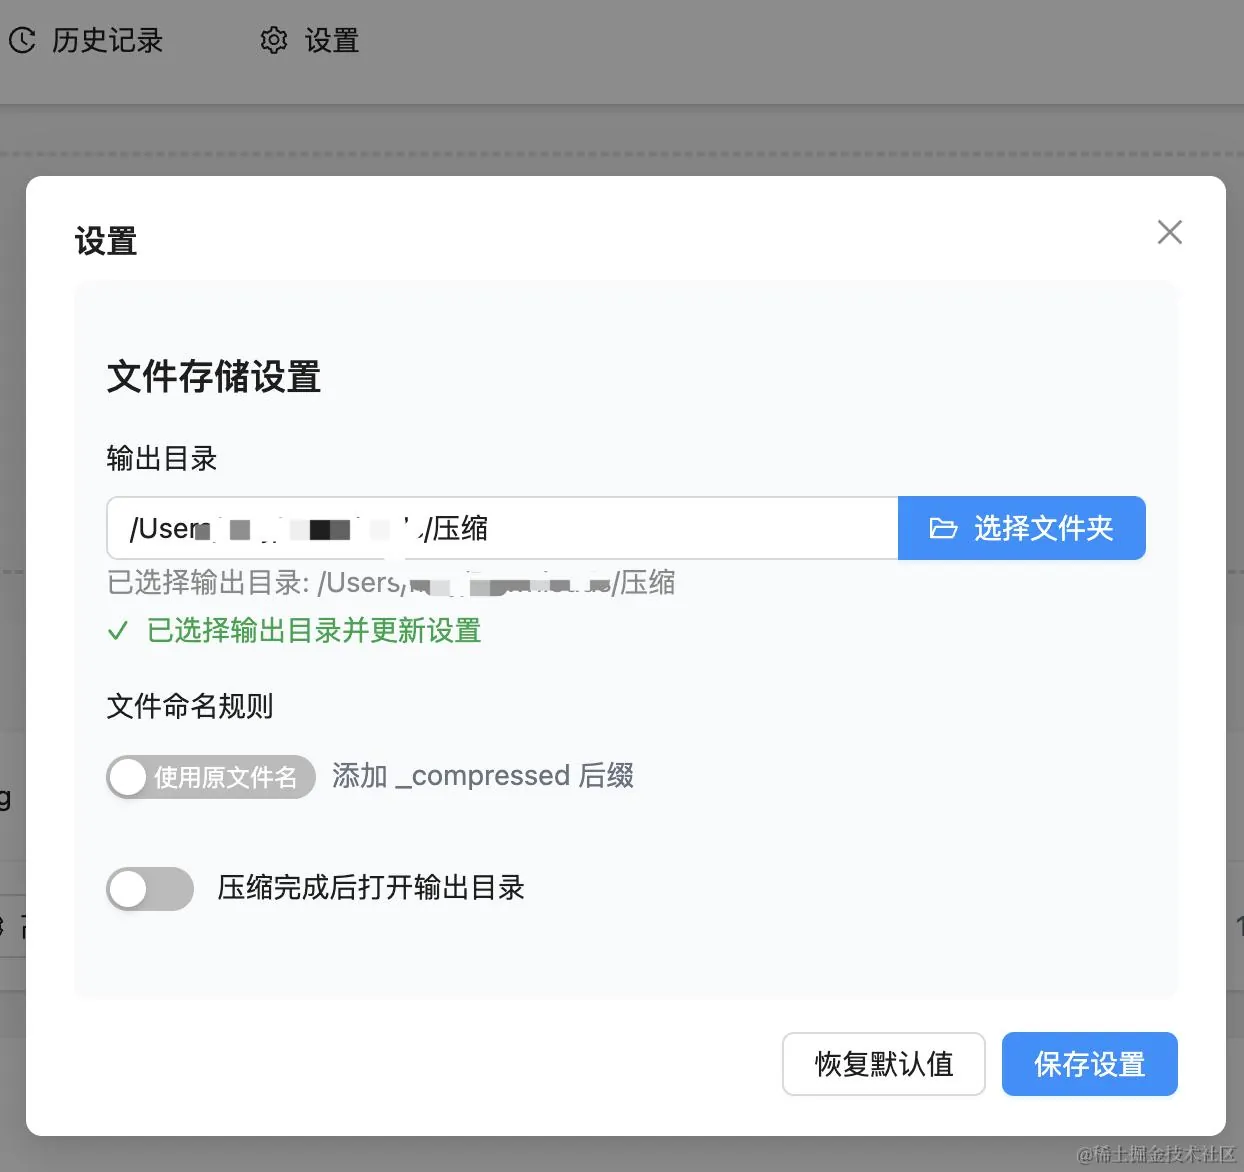 历史记录 设置
设置
文件存储设置
输出目录
/User /压缩 选择文件夹
已选择输出目录: /Users/ /压缩
已选择输出目录并更新设置
文件命名规则
使用原文件名 添加 _compressed 后缀
压缩完成后打开输出目录
恢复默认值 保存设置
@稀土掘金技术社区